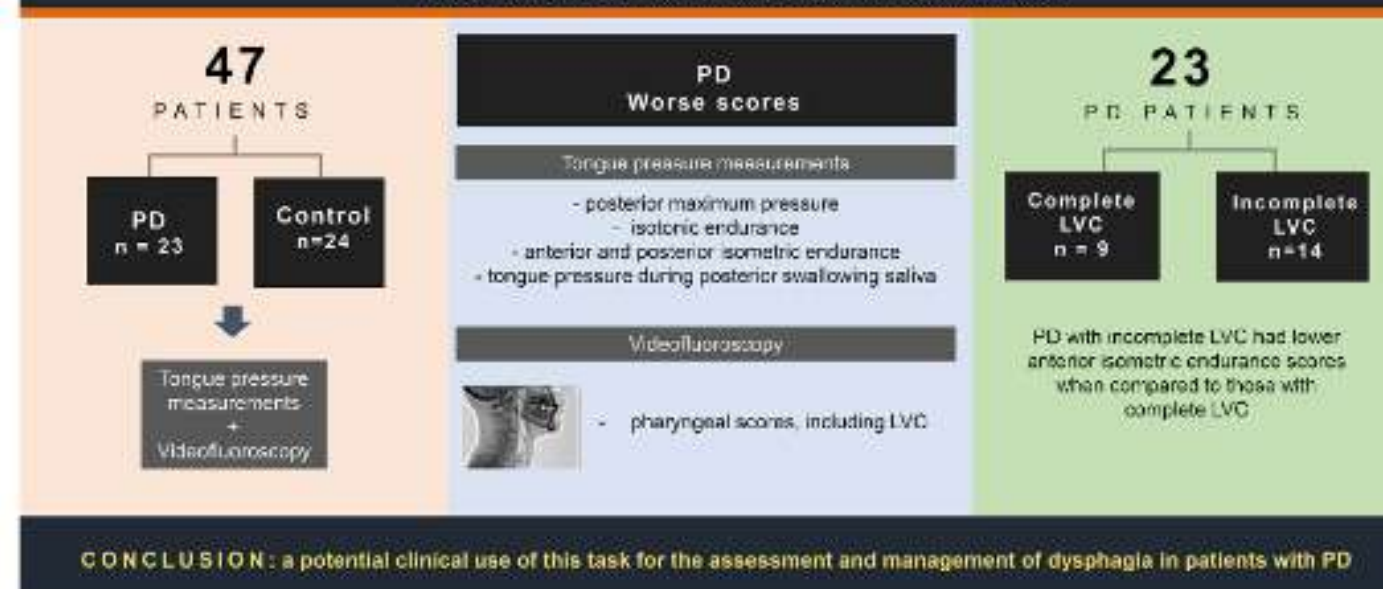 47
PATIENTS
PD
n = 23
Control
n=24
Tongue pressure
measurements
+
Videofluoroscopy
PD
Worse scores
Tongue pressure measurements
- posterior maximum pressure
- isotonic endurance
- anterior and posterior isometric endurance
- tongue pressure during posterior swallowing saliva
Videofluoroscopy
- pharyngeal scores, including LVC
23
PD PATIENTS
Complete
LVC
n = 9
Incomplete
LVC
n=14
PD with incomplete LVC had lower
anterior isometric endurance scores
when compared to those with
complete LVC
CONCLUSION: a potential clinical use of this task for the assessment and management of dysphagia in patients with PD